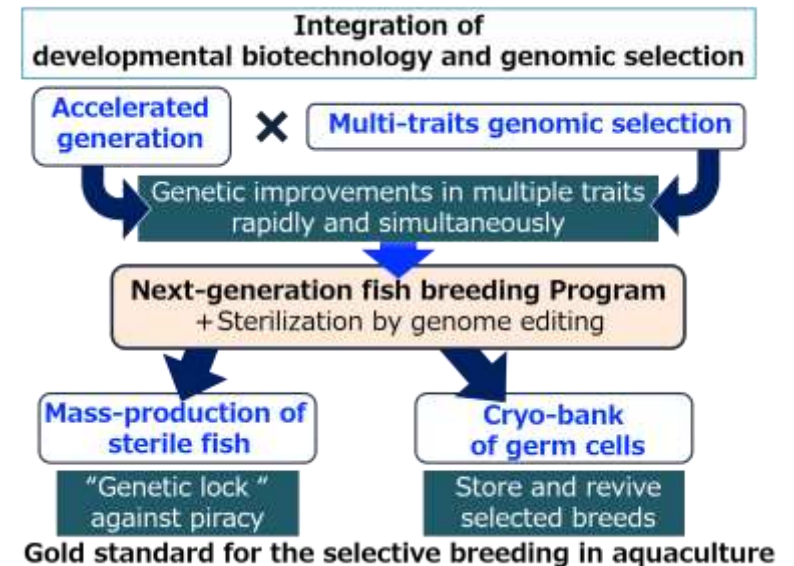 Integration of
developmental biotechnology and genomic selection
Accelerated
generation
×
Multi-traits genomic selection
Genetic improvements in multiple traits
rapidly and simultaneously
Next-generation fish breeding Program
+Sterilization by genome editing
Mass-production of
sterile fish
Cryo-bank
of germ cells
"Genetic lock "
against piracy
Store and revive
selected breeds
Gold standard for the selective breeding in aquaculture